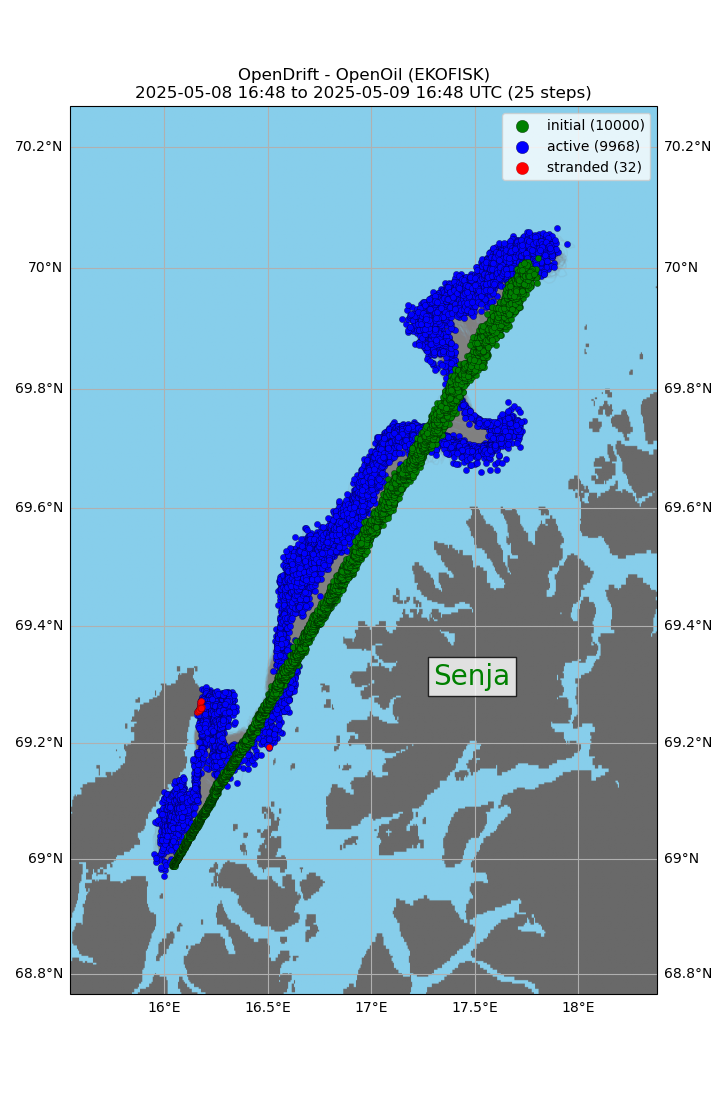 OpenDrift - OpenOil (EKOFISK)
2025-05-08 16:48 to 2025-05-09 16:48 UTC (25 steps)
initial (10000)
active (9968)
stranded (32)
70.2°N
70.2°N
70°N
70°N
69.8°N
69.8°N
69.6°N
69.6°N
69.4°N
69.4°N
Senja
69.2°N
69.2°N
69°N
69°N
68.8°N
68.8°N
16°E
16.5°E
17°E
17.5°E
18°E